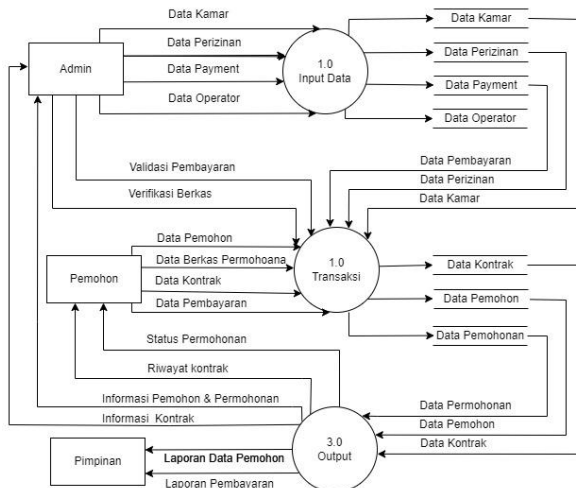 Data Kamar
Data Kamar
Data Perizinan
Data Perizinan
Admin
1.0
Input Data
Data Payment
Data Payment
Data Operator
Data Operator
Validasi Pembayaran
Data Pembayaran
Verifikasi Berkas
Data Perizinan
Data Kamar
Data Pemohon
Data Berkas Permohoana
1.0
Transaksi
Data Kontrak
Pemohon
Data Kontrak
Data Pemohon
Data Pembayaran
Status Permohonan
Data Pemohonan
Riwayat kontrak
Informasi Pemohon & Permohonan
Data Permohonan
Informasi Kontrak
Data Pemohon
3.0
Output
Data Kontrak
Pimpinan
Laporan Data Pemohon
Laporan Pembayaran